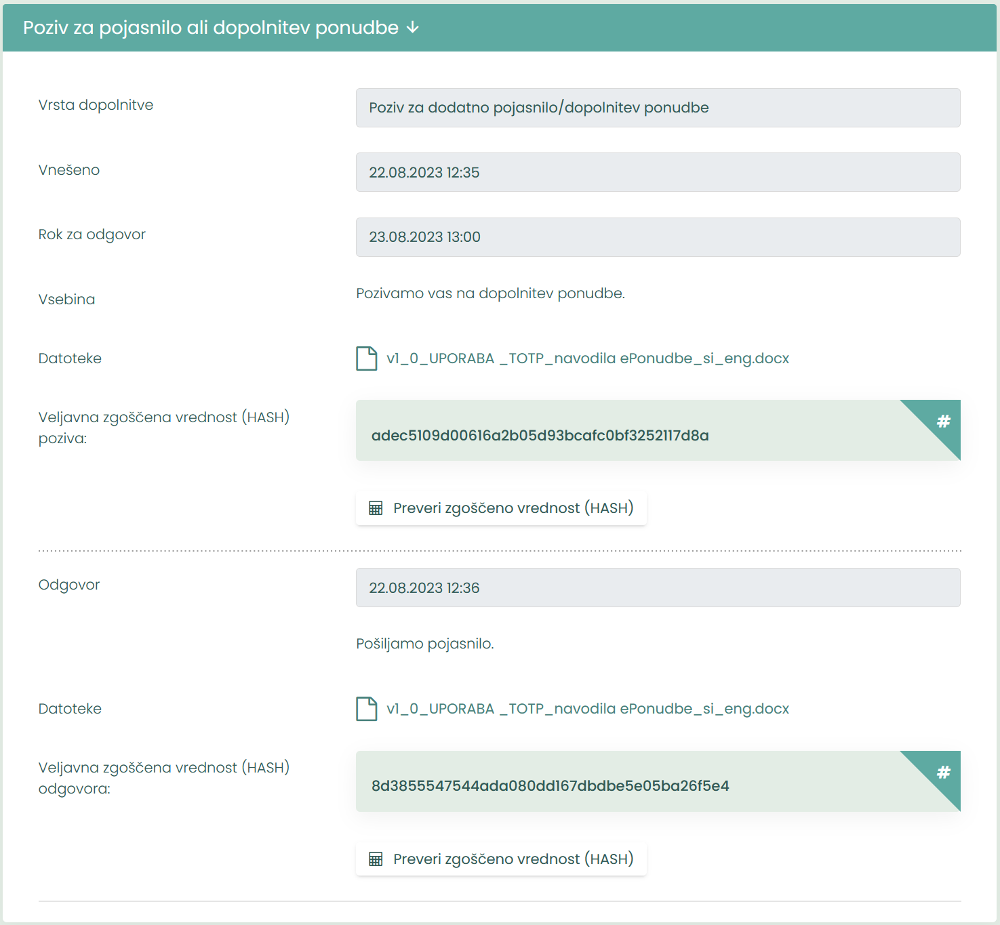 Poziv za pojasnilo ali dopolnitev ponudbe ↓
Vrsta dopolnitve
Poziv za dodatno pojasnilo/dopolnitev ponudbe
Vnešeno
22.08.2023 12:35
Rok za odgovor
23.08.2023 13:00
Vsebina
Pozivamo vas na dopolnitev ponudbe.
Datoteke
v1_0_UPORABA _TOTP_navodila ePonudbe_si_eng.docx
Veljavna zgoščena vrednost (HASH)
poziva:
adec5109d00616a2b05d93bcafc0bf3252117d8a
#
Preveri zgoščeno vrednost (HASH)
Odgovor
22.08.2023 12:36
Pošiljamo pojasnilo.
Datoteke
v1_0_UPORABA _TOTP_navodila ePonudbe_si_eng.docx
Veljavna zgoščena vrednost (HASH)
odgovora:
8d3855547544ada080dd167dbdbe5e05ba26f5e4
#
Preveri zgoščeno vrednost (HASH)